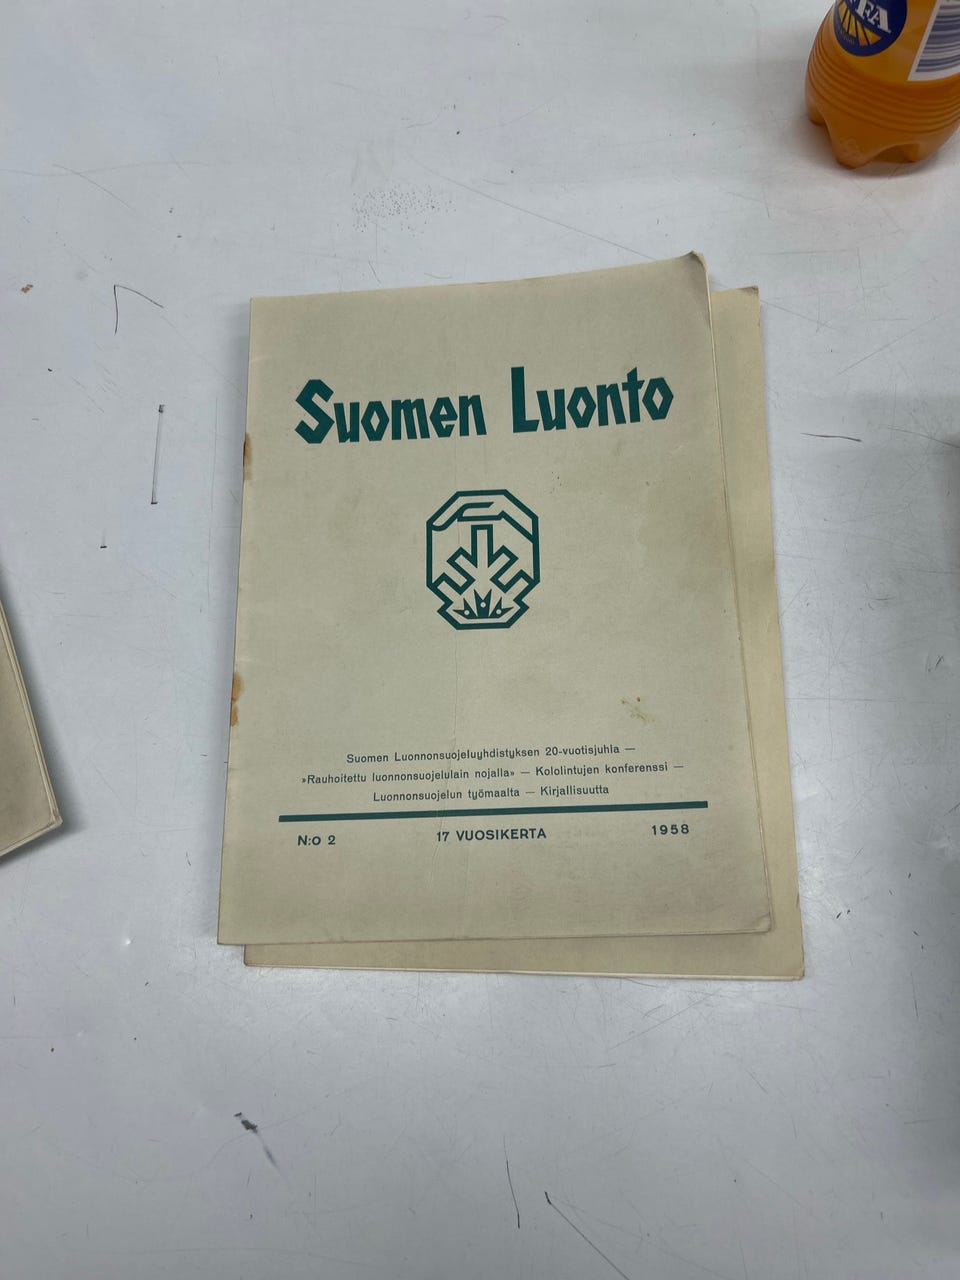 Suomen Luonto
Suomen Luonnonsuojeluyhdistyksen 20-vuotisjuhla —
»Rauhoitettu luonnonsuojelulain nojalla» — Kololintujen konferenssi —
Luonnonsuojelun työmaalta — Kirjallisuutta
N:o 2 17 VUOSIKERTA 1958